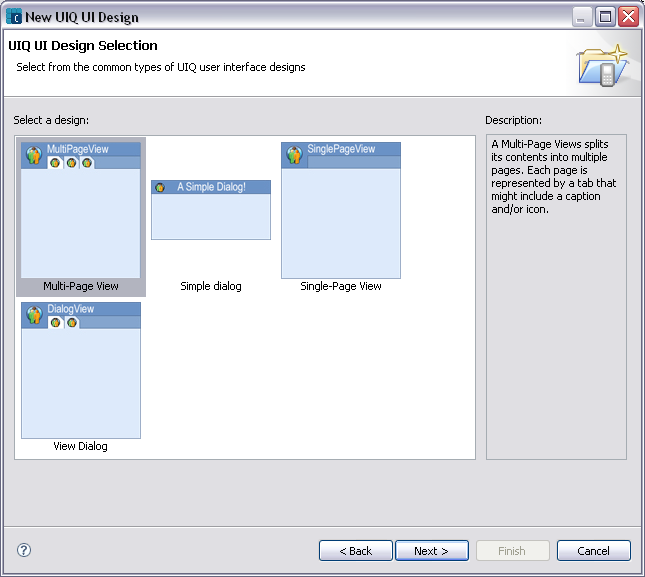 New UIQ UI Design
UIQ UI Design Selection
Select from the common types of UIQ user interface designs
Select a design:
MultiPageView
Multi-Page View
A Simple Dialog!
Simple dialog
SinglePageView
Single-Page View
DialogView
View Dialog
Description:
A Multi-Page Views splits
its contents into multiple
pages. Each page is
represented by a tab that
might include a caption
and/or icon.
?
< Back
Next >
Finish
Cancel